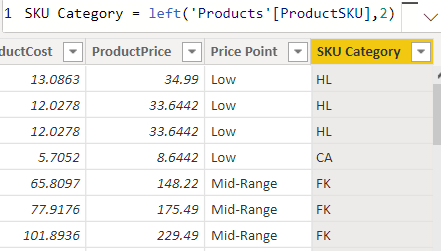 1 SKU Category = left('Products'[ProductSKU],2)
ductCost ProductPrice Price Point SKU Category
13.0863 34.99 Low HL
12.0278 33.6442 Low HL
12.0278 33.6442 Low HL
5.7052 8.6442 Low CA
65.8097 148.22 Mid-Range FK
77.9176 175.49 Mid-Range FK
101.8936 229.49 Mid-Range FK